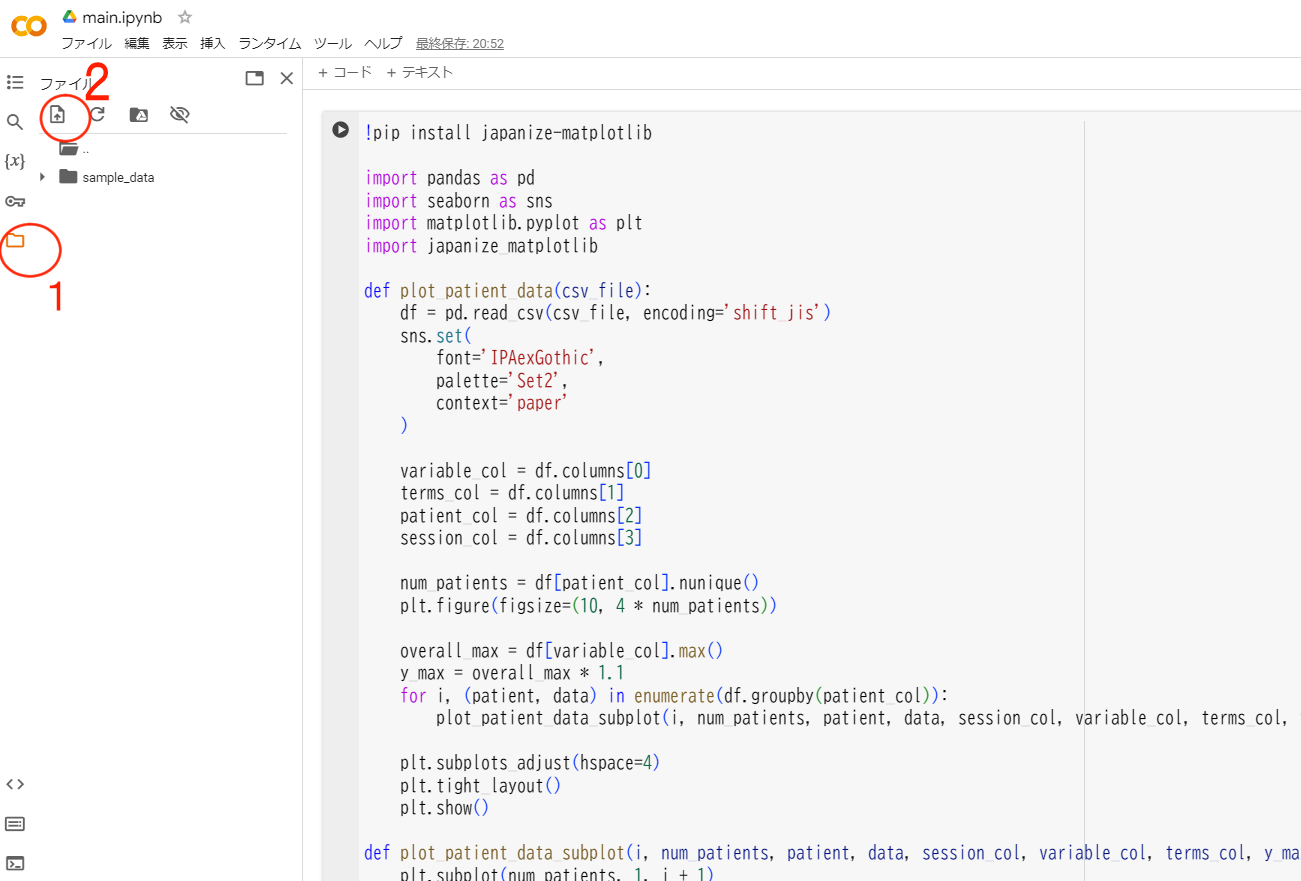 main.ipynb
ファイル 編集 表示 挿入 ランタイム ツール ヘルプ 最終保存: 20:52
ファイル
2
..
sample_data
{x}
1
+ コード + テキスト
!pip install japanize-matplotlib
import pandas as pd
import seaborn as sns
import matplotlib.pyplot as plt
import japanize_matplotlib
def plot_patient_data(csv_file):
df = pd.read_csv(csv_file, encoding='shift_jis')
sns.set(
font='IPAexGothic',
palette='Set2',
context='paper'
)
variable_col = df.columns[0]
terms_col = df.columns[1]
patient_col = df.columns[2]
session_col = df.columns[3]
num_patients = df[patient_col].nunique()
plt.figure(figsize=(10, 4 * num_patients))
overall_max = df[variable_col].max()
y_max = overall_max * 1.1
for i, (patient, data) in enumerate(df.groupby(patient_col)):
plot_patient_data_subplot(i, num_patients, patient, data, session_col, variable_col, terms_col,
plt.subplots_adjust(hspace=4)
plt.tight_layout()
plt.show()
def plot_patient_data_subplot(i, num_patients, patient, data, session_col, variable_col, terms_col, y_ma
plt.subplot(num_patients, 1, i + 1)